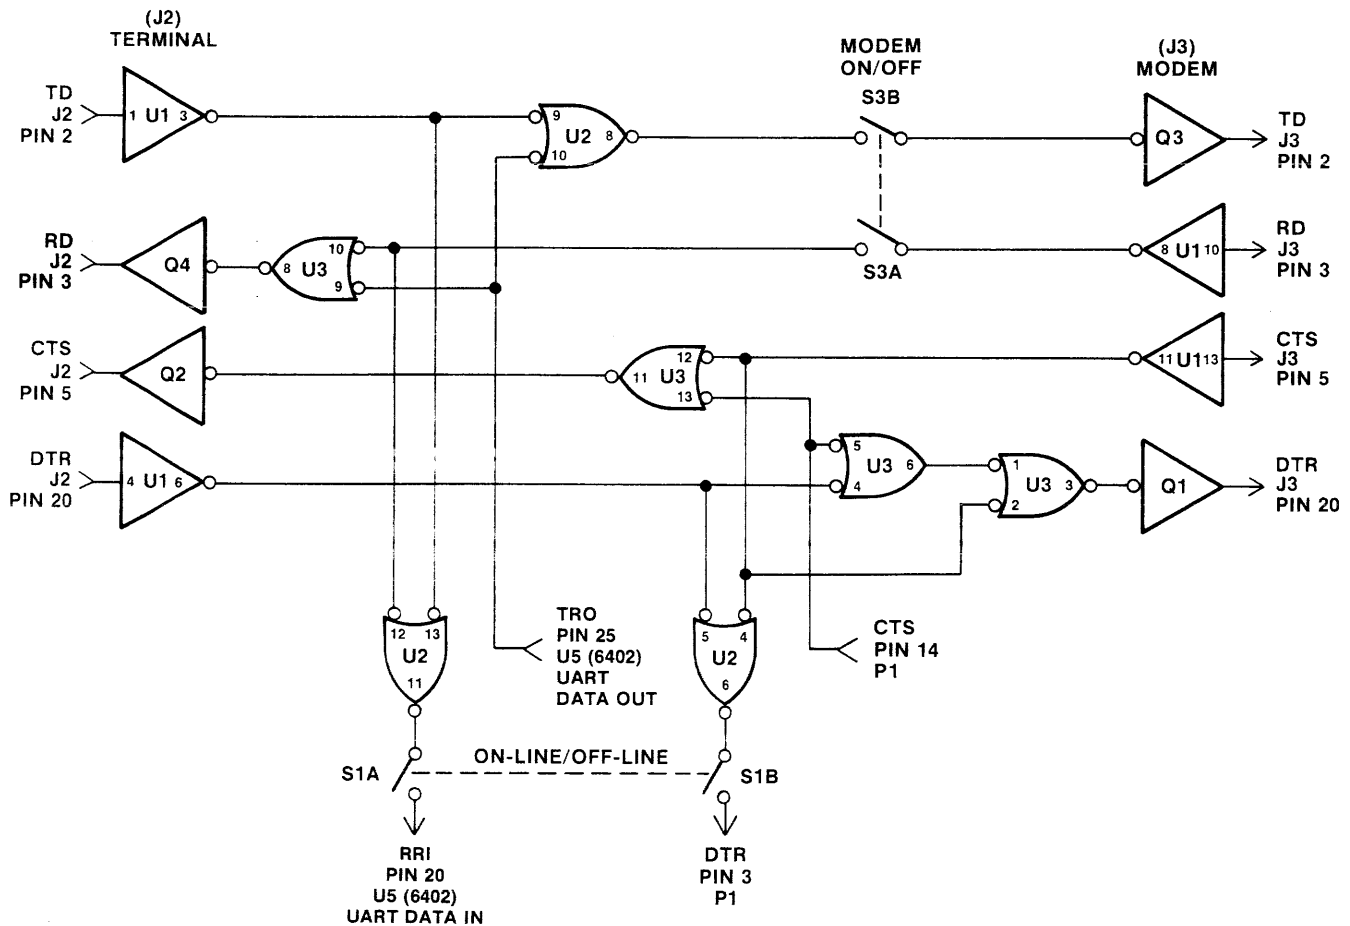 (J2)
TERMINAL
MODEM
ON/OFF
S3B
(J3)
MODEM
TD
J2
PIN 2
1 U1 3
9
10
U2
8
Q3
TD
J3
PIN 2
RD
J2
PIN 3
Q4
8
U3
10
9
S3A
8 U1 10
RD
J3
PIN 3
CTS
J2
PIN 5
Q2
11
U3
12
13
11 U1 13
CTS
J3
PIN 5
DTR
J2
PIN 20
4 U1 6
5
4
U3
6
1
2
U3
3
Q1
DTR
J3
PIN 20
12 13
U2
11
TRO
PIN 25
U5 (6402)
UART
DATA OUT
5 4
U2
6
CTS
PIN 14
P1
S1A
ON-LINE/OFF-LINE
S1B
RRI
PIN 20
U5 (6402)
UART DATA IN
DTR
PIN 3
P1